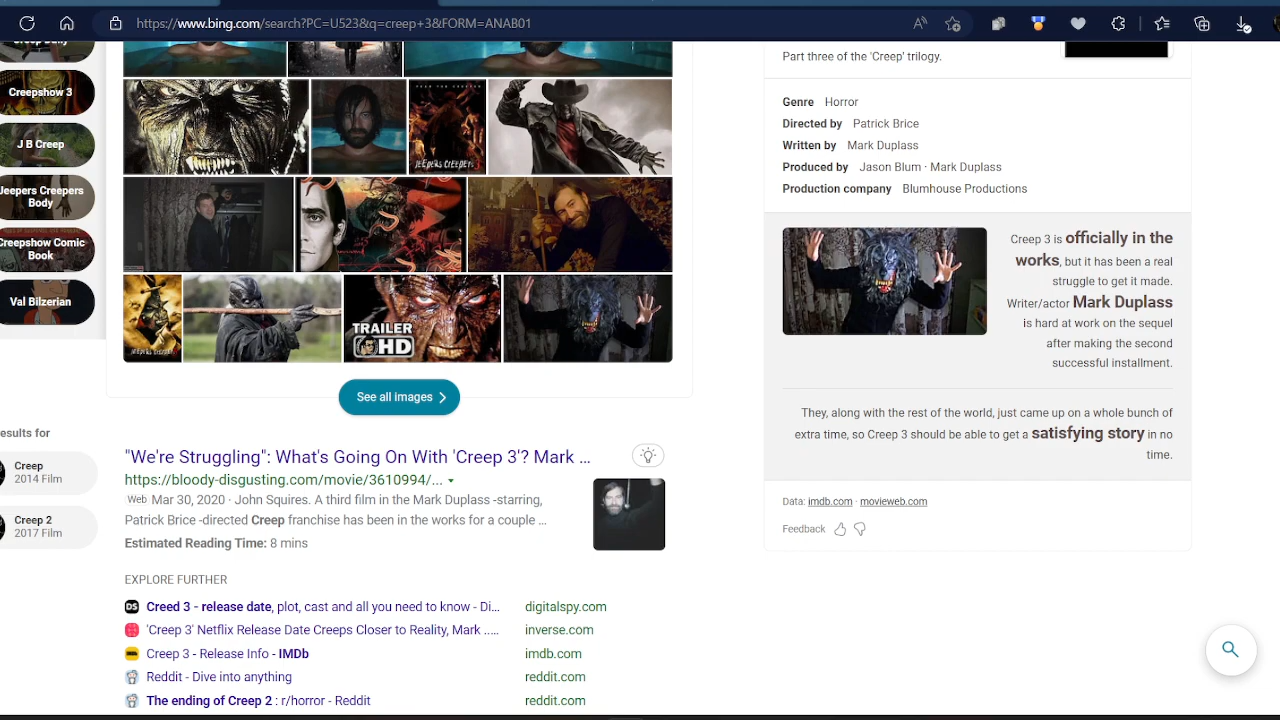 https://www.bing.com/search?PC=U523&q=creep+3&FORM=ANAB01
Creepshow 3
J B Creep
Jeepers Creepers
Body
Creepshow Comic
Book
Val Bilzerian
JEEPERS CREEPERS
TRAILER
HD
See all images
esults for
Creep
2014 Film
Creep 2
2017 Film
"We're Struggling": What's Going On With 'Creep 3'? Mark ...
https://bloody-disgusting.com/movie/3610994/...
Web Mar 30, 2020 · John Squires. A third film in the Mark Duplass -starring,
Patrick Brice -directed Creep franchise has been in the works for a couple ...
Estimated Reading Time: 8 mins
EXPLORE FURTHER
DS Creed 3 - release date, plot, cast and all you need to know - Di... digitalspy.com
'Creep 3' Netflix Release Date Creeps Closer to Reality, Mark ..... inverse.com
Creep 3 - Release Info - IMDb imdb.com
Reddit - Dive into anything reddit.com
The ending of Creep 2 : r/horror - Reddit reddit.com
Part three of the 'Creep' trilogy.
Genre Horror
Directed by Patrick Brice
Written by Mark Duplass
Produced by Jason Blum · Mark Duplass
Production company Blumhouse Productions
Creep 3 is officially in the
works, but it has been a real
struggle to get it made.
Writer/actor Mark Duplass
is hard at work on the sequel
after making the second
successful installment.
They, along with the rest of the world, just came up on a whole bunch of
extra time, so Creep 3 should be able to get a satisfying story in no
time.
Data: imdb.com · movieweb.com
Feedback